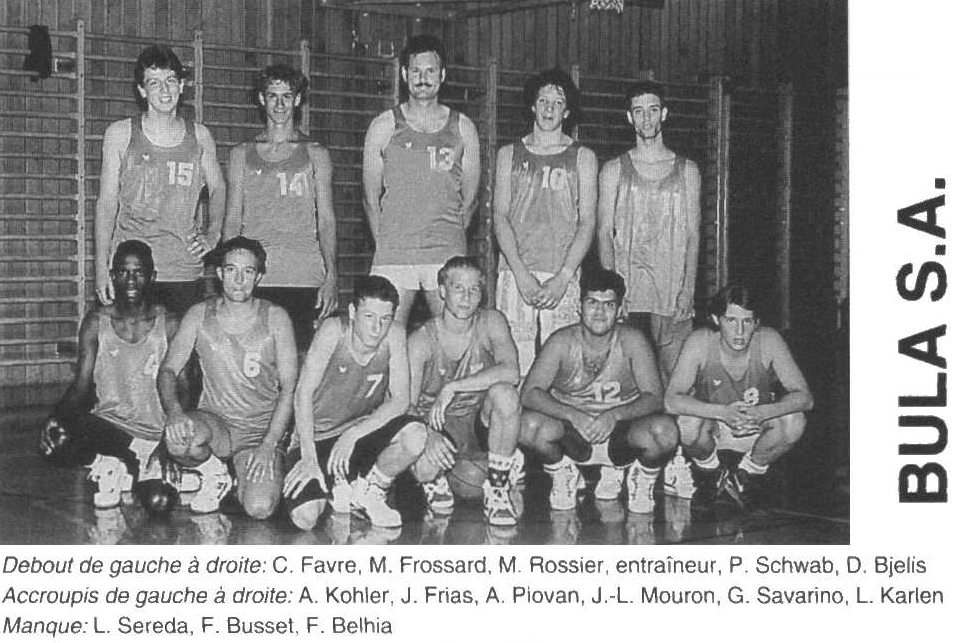 15
14
13
10
4
6
7
12
9
BULA S.A.
Debout de gauche à droite: C. Favre, M. Frossard, M. Rossier, entraîneur, P. Schwab, D. Bjelis
Accroupis de gauche à droite: A. Kohler, J. Frias, A. Piovan, J.-L. Mouron, G. Savarino, L. Karlen
Manque: L. Sereda, F. Busset, F. Belhia